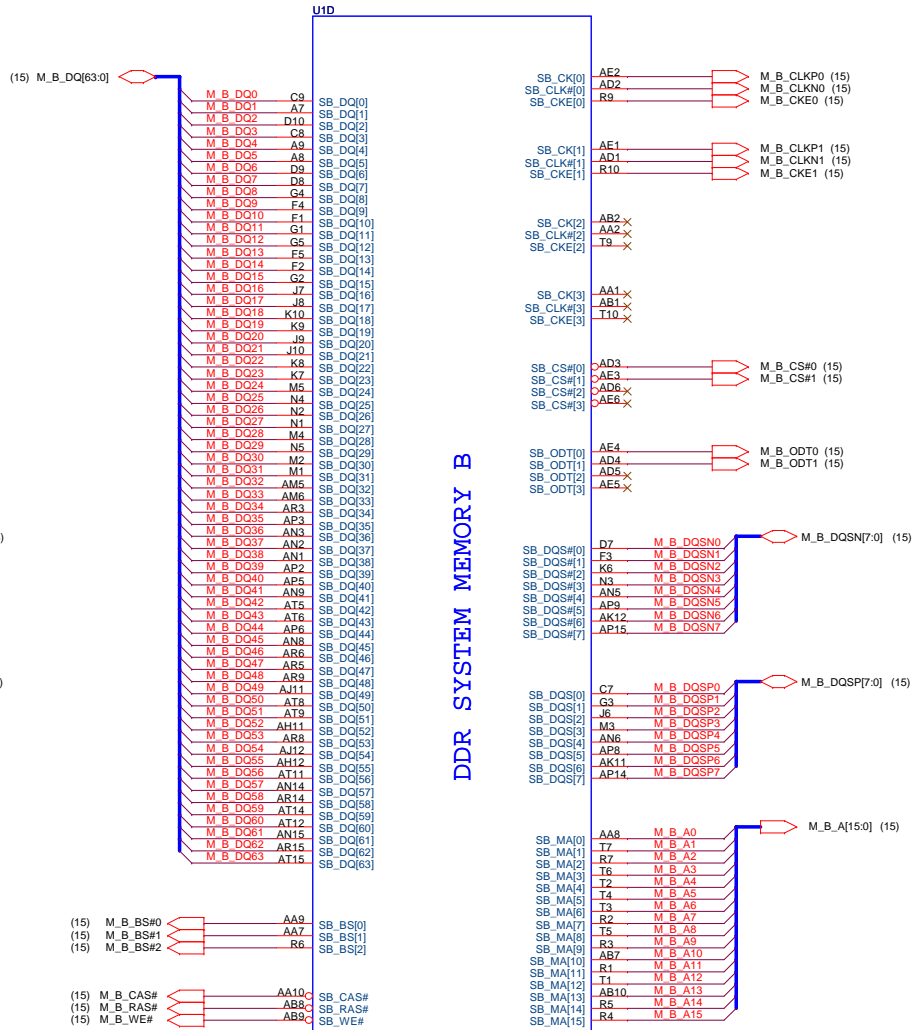 U1D
(15) M_B_DQ[63:0]
M_B_DQ0 C9 SB_DQ[0]
M_B_DQ1 A7 SB_DQ[1]
M_B_DQ2 D10 SB_DQ[2]
M_B_DQ3 C8 SB_DQ[3]
M_B_DQ4 A9 SB_DQ[4]
M_B_DQ5 A8 SB_DQ[5]
M_B_DQ6 D9 SB_DQ[6]
M_B_DQ7 D8 SB_DQ[7]
M_B_DQ8 G4 SB_DQ[8]
M_B_DQ9 F4 SB_DQ[9]
M_B_DQ10 F1 SB_DQ[10]
M_B_DQ11 G1 SB_DQ[11]
M_B_DQ12 G5 SB_DQ[12]
M_B_DQ13 F5 SB_DQ[13]
M_B_DQ14 F2 SB_DQ[14]
M_B_DQ15 G2 SB_DQ[15]
M_B_DQ16 J7 SB_DQ[16]
M_B_DQ17 J8 SB_DQ[17]
M_B_DQ18 K10 SB_DQ[18]
M_B_DQ19 K9 SB_DQ[19]
M_B_DQ20 J9 SB_DQ[20]
M_B_DQ21 J10 SB_DQ[21]
M_B_DQ22 K8 SB_DQ[22]
M_B_DQ23 K7 SB_DQ[23]
M_B_DQ24 M5 SB_DQ[24]
M_B_DQ25 N4 SB_DQ[25]
M_B_DQ26 N2 SB_DQ[26]
M_B_DQ27 N1 SB_DQ[27]
M_B_DQ28 M4 SB_DQ[28]
M_B_DQ29 N5 SB_DQ[29]
M_B_DQ30 M2 SB_DQ[30]
M_B_DQ31 M1 SB_DQ[31]
M_B_DQ32 AM5 SB_DQ[32]
M_B_DQ33 AM6 SB_DQ[33]
M_B_DQ34 AR3 SB_DQ[34]
M_B_DQ35 AP3 SB_DQ[35]
M_B_DQ36 AN3 SB_DQ[36]
M_B_DQ37 AN2 SB_DQ[37]
M_B_DQ38 AN1 SB_DQ[38]
M_B_DQ39 AP2 SB_DQ[39]
M_B_DQ40 AP5 SB_DQ[40]
M_B_DQ41 AN9 SB_DQ[41]
M_B_DQ42 AT5 SB_DQ[42]
M_B_DQ43 AT6 SB_DQ[43]
M_B_DQ44 AP6 SB_DQ[44]
M_B_DQ45 AN8 SB_DQ[45]
M_B_DQ46 AR6 SB_DQ[46]
M_B_DQ47 AR5 SB_DQ[47]
M_B_DQ48 AR9 SB_DQ[48]
M_B_DQ49 AJ11 SB_DQ[49]
M_B_DQ50 AT8 SB_DQ[50]
M_B_DQ51 AT9 SB_DQ[51]
M_B_DQ52 AH11 SB_DQ[52]
M_B_DQ53 AR8 SB_DQ[53]
M_B_DQ54 AJ12 SB_DQ[54]
M_B_DQ55 AH12 SB_DQ[55]
M_B_DQ56 AT11 SB_DQ[56]
M_B_DQ57 AN14 SB_DQ[57]
M_B_DQ58 AR14 SB_DQ[58]
M_B_DQ59 AT14 SB_DQ[59]
M_B_DQ60 AT12 SB_DQ[60]
M_B_DQ61 AN15 SB_DQ[61]
M_B_DQ62 AR15 SB_DQ[62]
M_B_DQ63 AT15 SB_DQ[63]
(15) M_B_BS#0 AA9 SB_BS[0]
(15) M_B_BS#1 AA7 SB_BS[1]
(15) M_B_BS#2 R6 SB_BS[2]
(15) M_B_CAS# AA10 SB_CAS#
(15) M_B_RAS# AB8 SB_RAS#
(15) M_B_WE# AB9 SB_WE#
DDR SYSTEM MEMORY B
SB_CK[0] AE2 M_B_CLKP0 (15)
SB_CLK#[0] AD2 M_B_CLKN0 (15)
SB_CKE[0] R9 M_B_CKE0 (15)
SB_CK[1] AE1 M_B_CLKP1 (15)
SB_CLK#[1] AD1 M_B_CLKN1 (15)
SB_CKE[1] R10 M_B_CKE1 (15)
SB_CK[2] AB2
SB_CLK#[2] AA2
SB_CKE[2] T9
SB_CK[3] AA1
SB_CLK#[3] AB1
SB_CKE[3] T10
SB_CS#[0] AD3 M_B_CS#0 (15)
SB_CS#[1] AE3 M_B_CS#1 (15)
SB_CS#[2] AD6
SB_CS#[3] AE6
SB_ODT[0] AE4 M_B_ODT0 (15)
SB_ODT[1] AD4 M_B_ODT1 (15)
SB_ODT[2] AD5
SB_ODT[3] AE5
M_B_DQSN[7:0] (15)
SB_DQS#[0] D7 M_B_DQSN0
SB_DQS#[1] F3 M_B_DQSN1
SB_DQS#[2] K6 M_B_DQSN2
SB_DQS#[3] N3 M_B_DQSN3
SB_DQS#[4] AN5 M_B_DQSN4
SB_DQS#[5] AP9 M_B_DQSN5
SB_DQS#[6] AK12 M_B_DQSN6
SB_DQS#[7] AP15 M_B_DQSN7
M_B_DQSP[7:0] (15)
SB_DQS[0] C7 M_B_DQSP0
SB_DQS[1] G3 M_B_DQSP1
SB_DQS[2] J6 M_B_DQSP2
SB_DQS[3] M3 M_B_DQSP3
SB_DQS[4] AN6 M_B_DQSP4
SB_DQS[5] AP8 M_B_DQSP5
SB_DQS[6] AK11 M_B_DQSP6
SB_DQS[7] AP14 M_B_DQSP7
M_B_A[15:0] (15)
SB_MA[0] AA8 M_B_A0
SB_MA[1] T7 M_B_A1
SB_MA[2] R7 M_B_A2
SB_MA[3] T6 M_B_A3
SB_MA[4] T2 M_B_A4
SB_MA[5] T4 M_B_A5
SB_MA[6] T3 M_B_A6
SB_MA[7] R2 M_B_A7
SB_MA[8] T5 M_B_A8
SB_MA[9] R3 M_B_A9
SB_MA[10] AB7 M_B_A10
SB_MA[11] R1 M_B_A11
SB_MA[12] T1 M_B_A12
SB_MA[13] AB10 M_B_A13
SB_MA[14] R5 M_B_A14
SB_MA[15] R4 M_B_A15
)
)